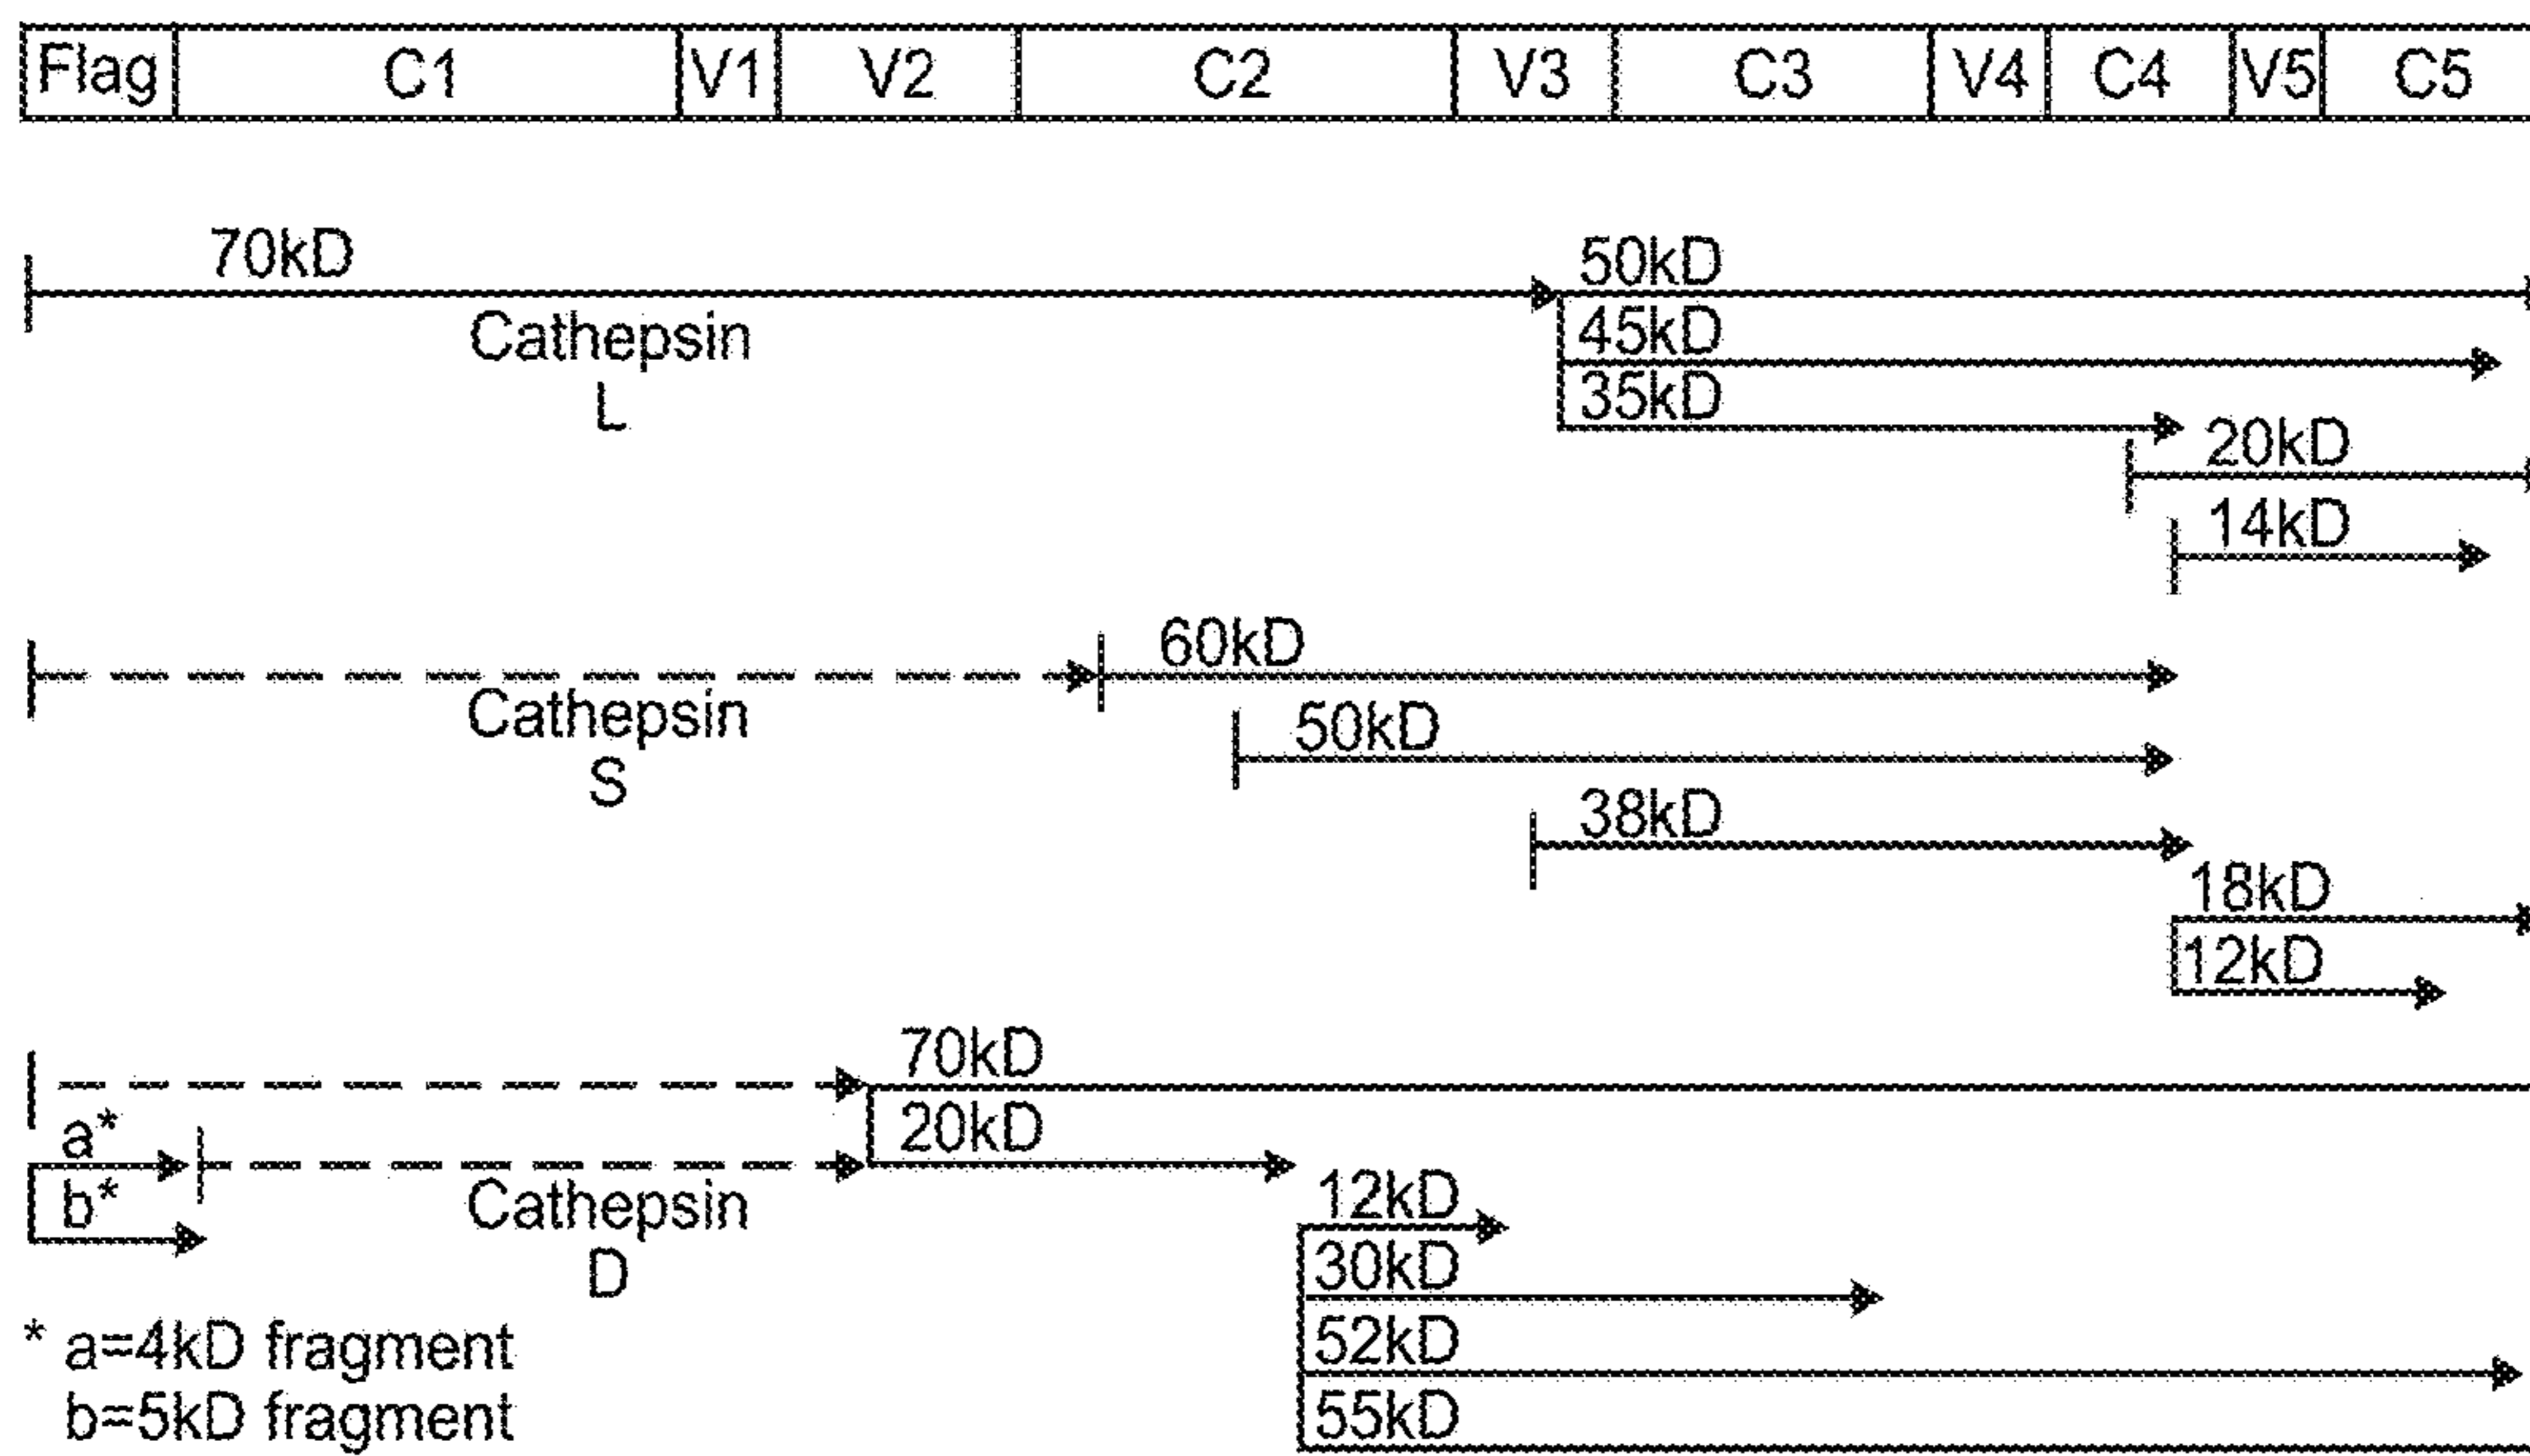 Flag C1 V1 V2 C2 V3 C3 V4 C4 V5 C5
70kD 50kD
Cathepsin 45kD
L 35kD
20kD
14kD
60kD
Cathepsin 50kD
S 38kD
18kD
12kD
70kD
a* 20kD
b* Cathepsin 12kD
D 30kD
* a=4kD fragment 52kD
b=5kD fragment 55kD